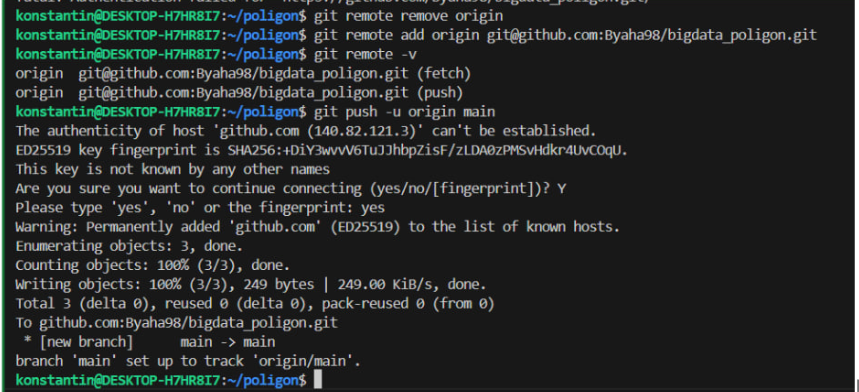 konstantin@DESKTOP-H7HR8I7:~/poligon$ git remote remove origin
konstantin@DESKTOP-H7HR8I7:~/poligon$ git remote add origin git@github.com:Byaha98/bigdata_poligon.git
konstantin@DESKTOP-H7HR8I7:~/poligon$ git remote -v
origin  git@github.com:Byaha98/bigdata_poligon.git (fetch)
origin  git@github.com:Byaha98/bigdata_poligon.git (push)
konstantin@DESKTOP-H7HR8I7:~/poligon$ git push -u origin main
The authenticity of host 'github.com (140.82.121.3)' can't be established.
ED25519 key fingerprint is SHA256:+DiY3wvvV6TuJJhbpZisF/zLDA0zPMSvHdkr4UvCOqU.
This key is not known by any other names
Are you sure you want to continue connecting (yes/no/[fingerprint])? Y
Please type 'yes', 'no' or the fingerprint: yes
Warning: Permanently added 'github.com' (ED25519) to the list of known hosts.
Enumerating objects: 3, done.
Counting objects: 100% (3/3), done.
Writing objects: 100% (3/3), 249 bytes | 249.00 KiB/s, done.
Total 3 (delta 0), reused 0 (delta 0), pack-reused 0 (from 0)
To github.com:Byaha98/bigdata_poligon.git
 * [new branch]      main -> main
branch 'main' set up to track 'origin/main'.
konstantin@DESKTOP-H7HR8I7:~/poligon$